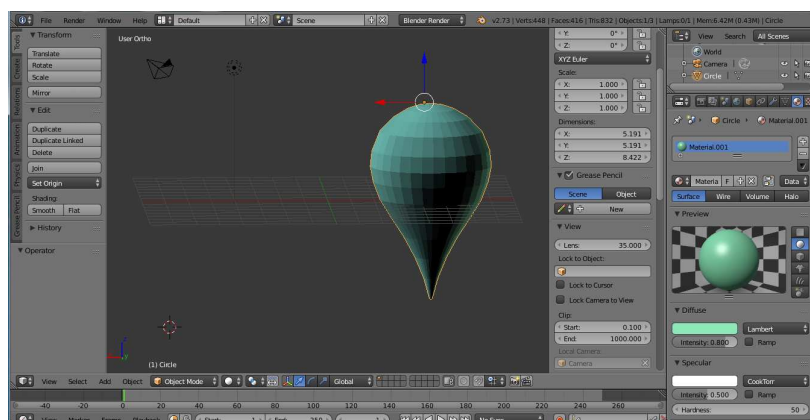 File Render Window Help Default Scene Blender Render v2.73 | Verts:448 | Faces:416 | Tris:832 | Objects:1/3 | Lamps:0/1 | Mem:6.42M (0.43M) | Circle
Tools
Create
Relations
Animation
Physics
Grease Pencil
Transform
Translate
Rotate
Scale
Mirror
Edit
Duplicate
Duplicate Linked
Delete
Join
Set Origin
Shading:
Smooth Flat
History
Operator
User Ortho
(1) Circle
Y: 0°
Z: 0°
XYZ Euler
Scale:
X: 1.000
Y: 1.000
Z: 1.000
Dimensions:
X: 5.191
Y: 5.191
Z: 8.422
Grease Pencil
Scene Object
New
View
Lens: 35.000
Lock to Object:
Lock to Cursor
Lock Camera to View
Clip:
Start: 0.100
End: 1000.000
Local Camera:
Camera
View Search All Scenes
World
Camera
Circle
Circle Material.001
Material.001
Materia F Data
Surface Wire Volume Halo
Preview
Diffuse
Lambert
Intensity: 0.800 Ramp
Specular
CookTorr
Intensity: 0.500 Ramp
Hardness: 50
View Select Add Object Object Mode Global
-40 -20 0 20 40 60 80 100 120 140 160 180 200 220 240 260